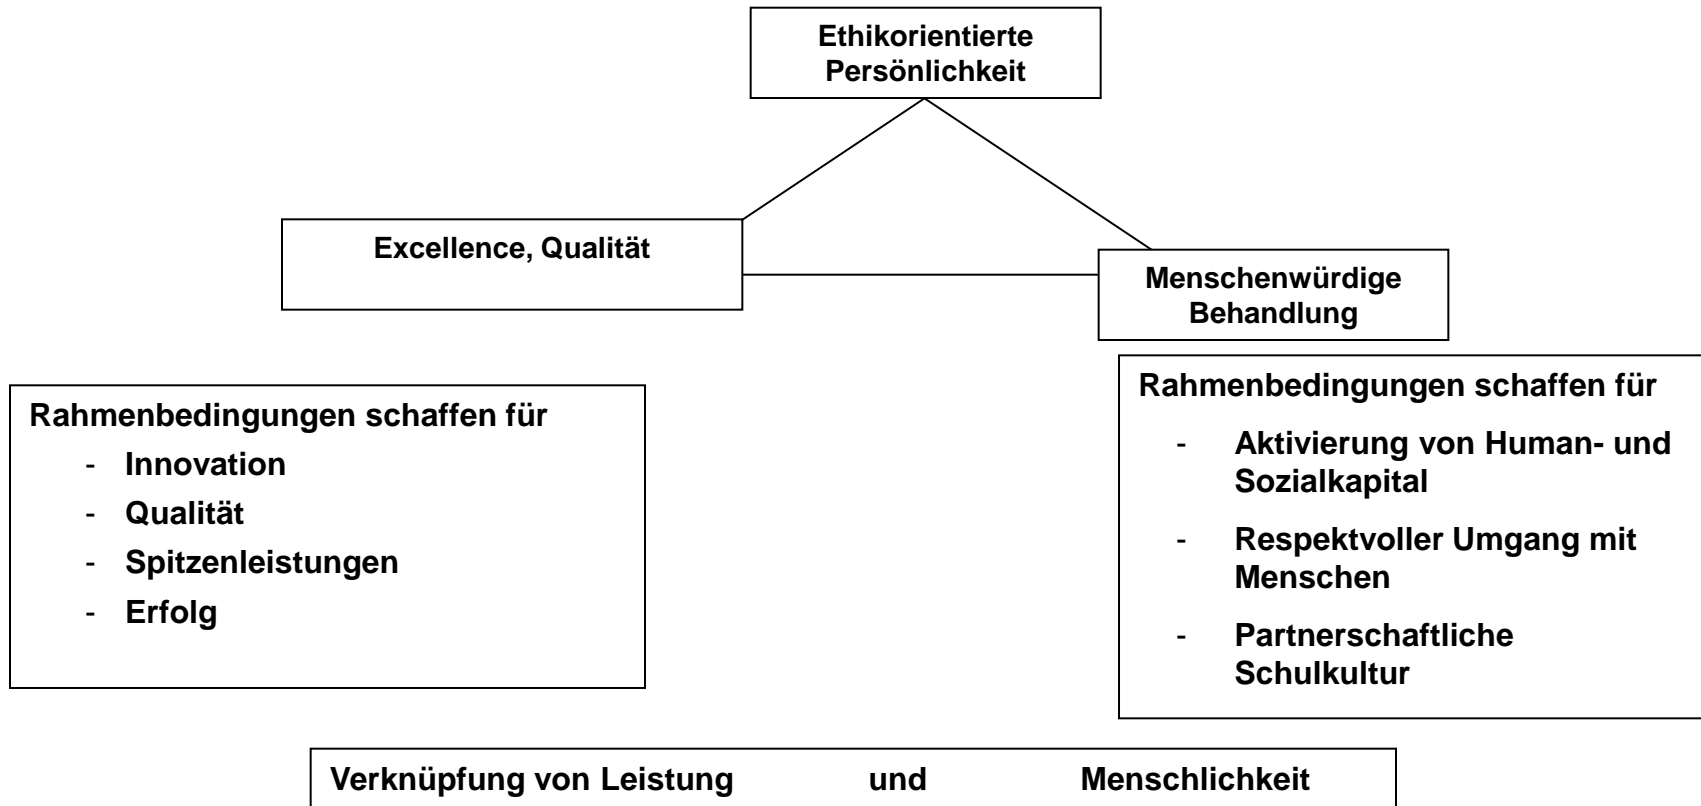 Ethikorientierte
Persönlichkeit
Excellence, Qualität
Menschenwürdige
Behandlung
Rahmenbedingungen schaffen für
- Innovation
- Qualität
- Spitzenleistungen
- Erfolg
Rahmenbedingungen schaffen für
- Aktivierung von Human- und
Sozialkapital
- Respektvoller Umgang mit
Menschen
- Partnerschaftliche
Schulkultur
Verknüpfung von Leistung und Menschlichkeit